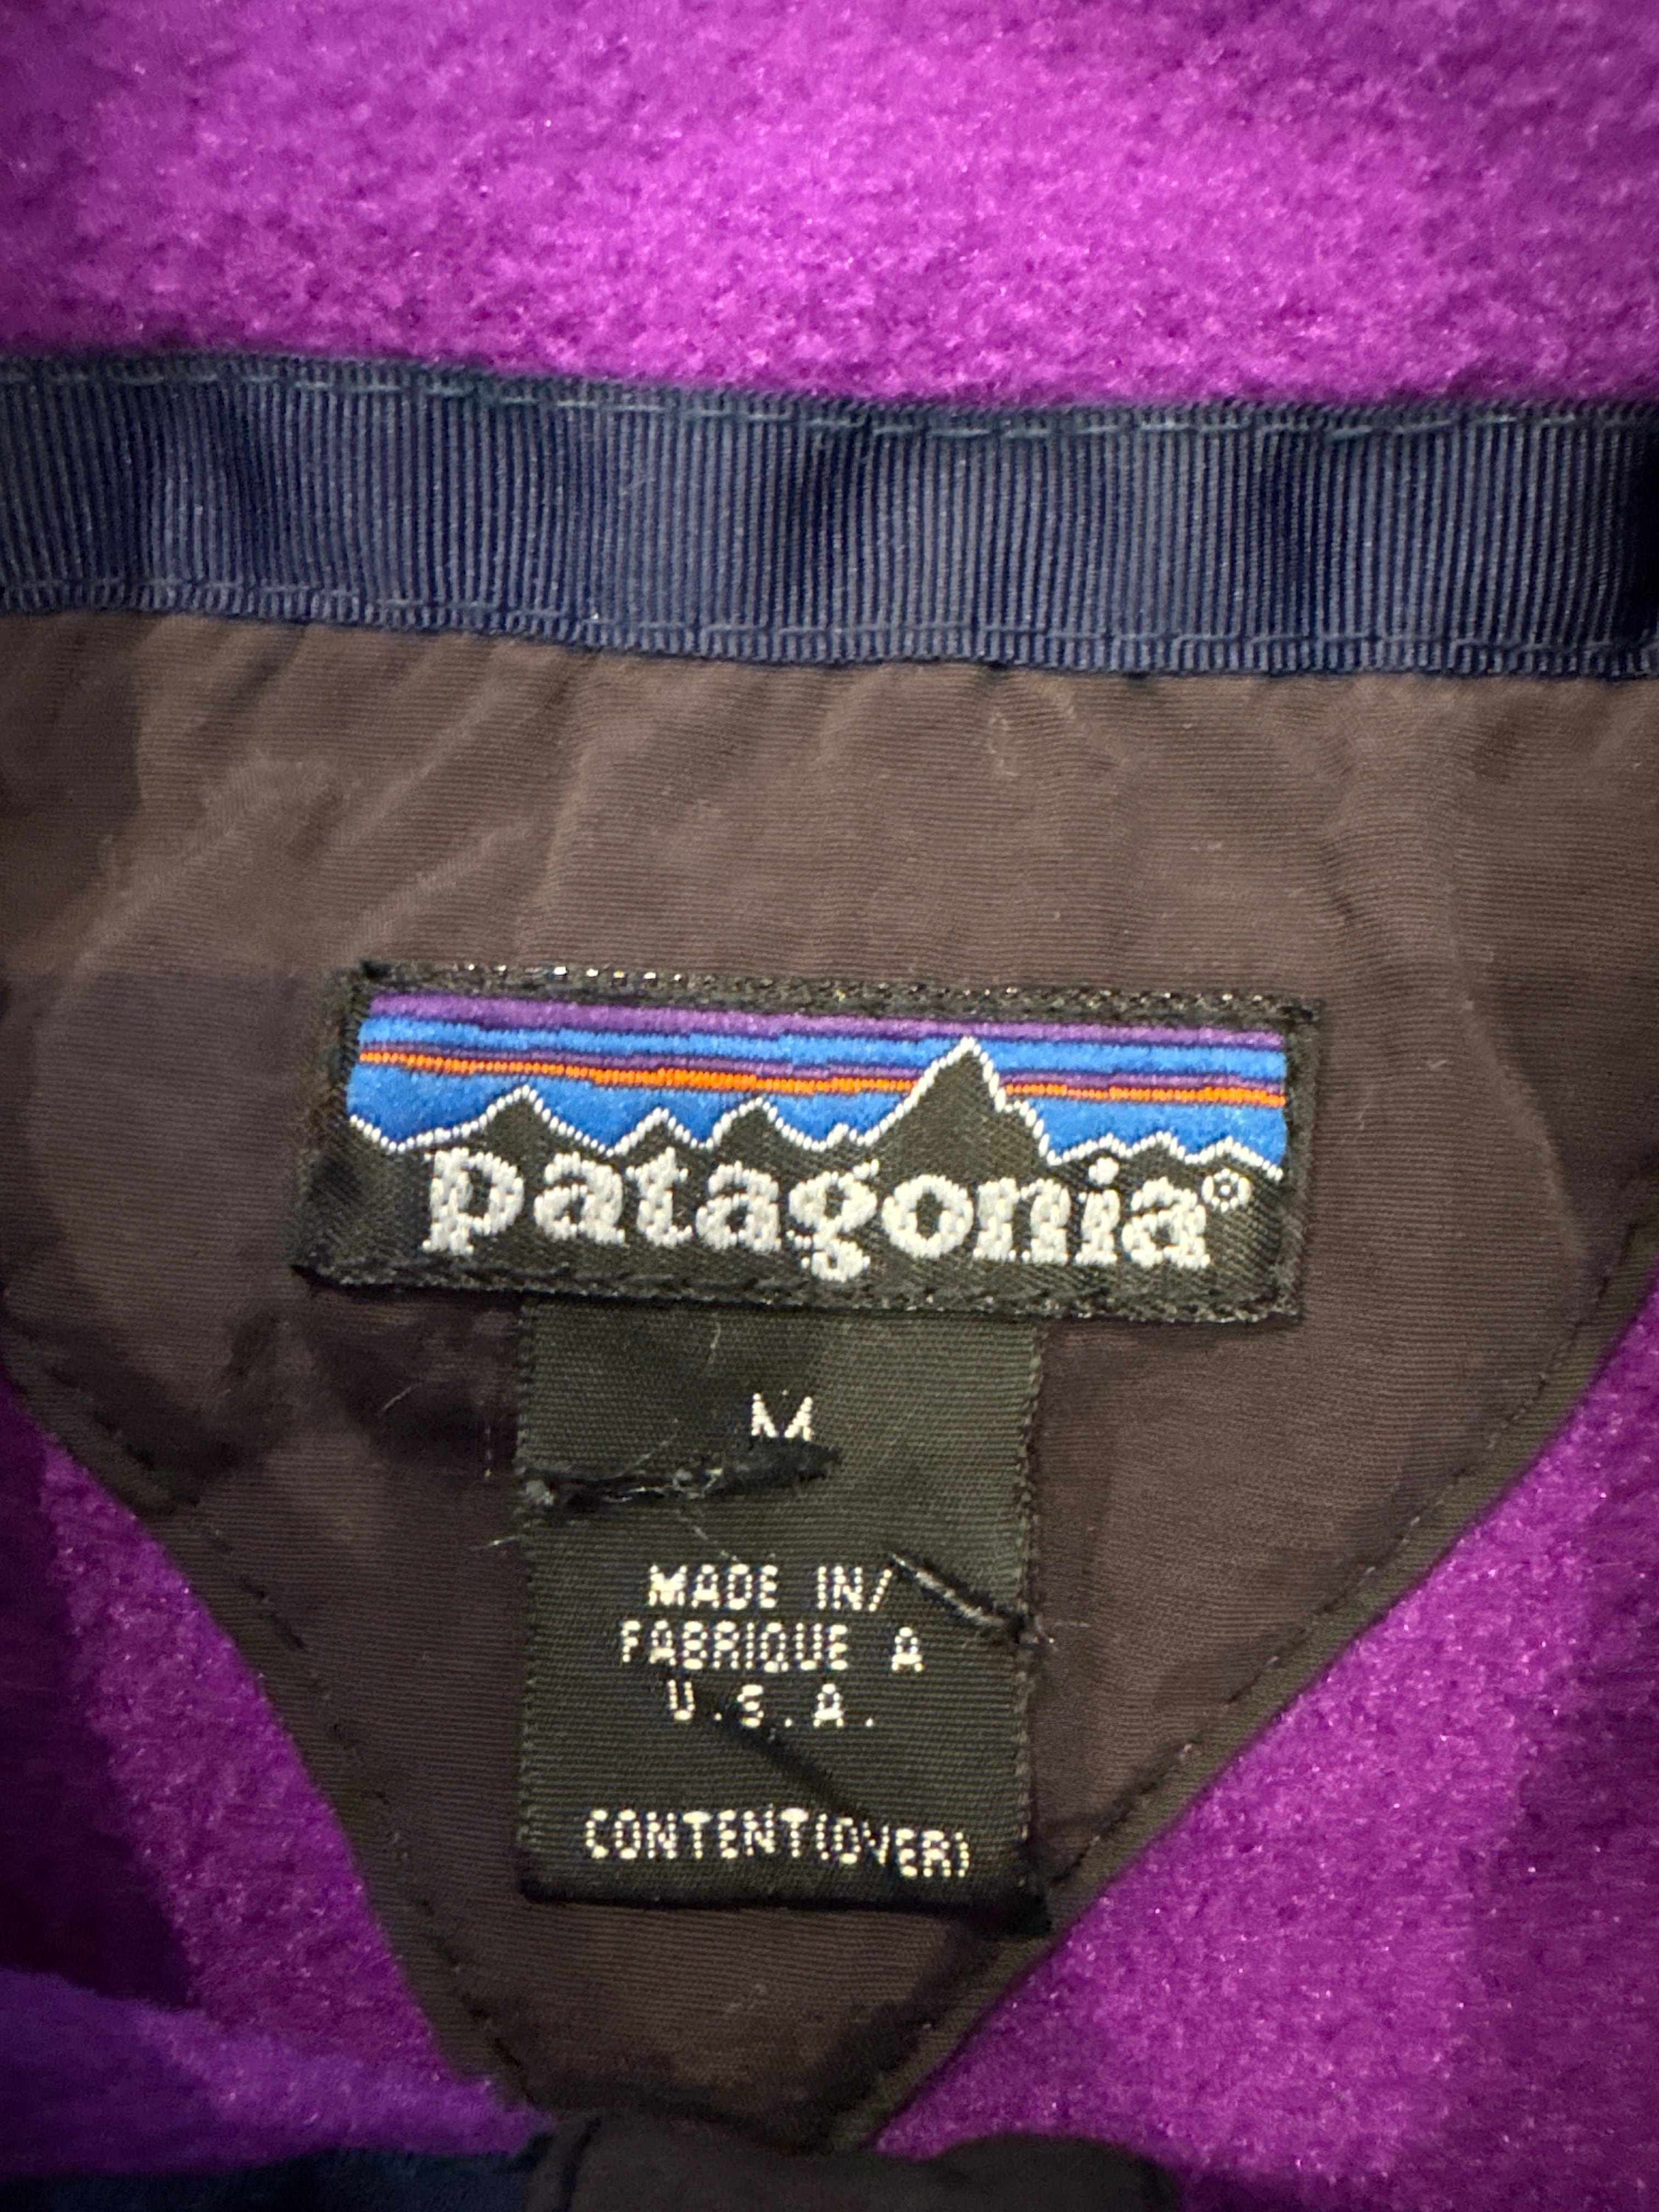 patagonia®
M
MADE IN/
FABRIQUE A
U.S.A.
CONTENT(OVER)